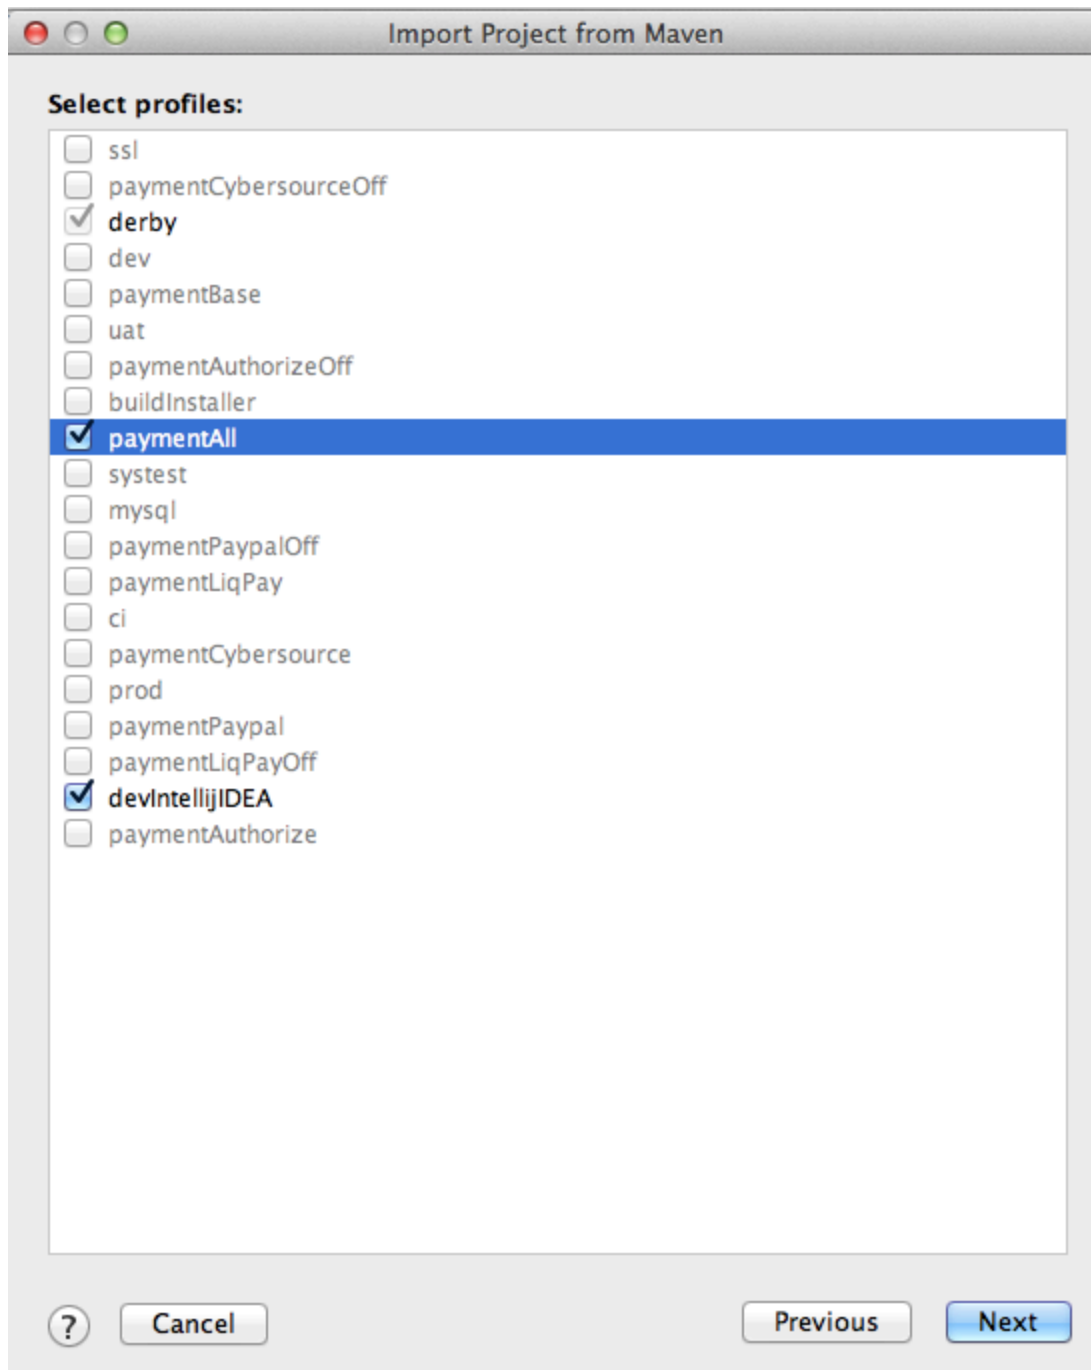 Import Project from Maven
Select profiles:
ssl
paymentCybersourceOff
derby
dev
paymentBase
uat
paymentAuthorizeOff
buildInstaller
paymentAll
systest
mysql
paymentPaypalOff
paymentLiqPay
ci
paymentCybersource
prod
paymentPaypal
paymentLiqPayOff
devIntellijIDEA
paymentAuthorize
? Cancel Previous Next